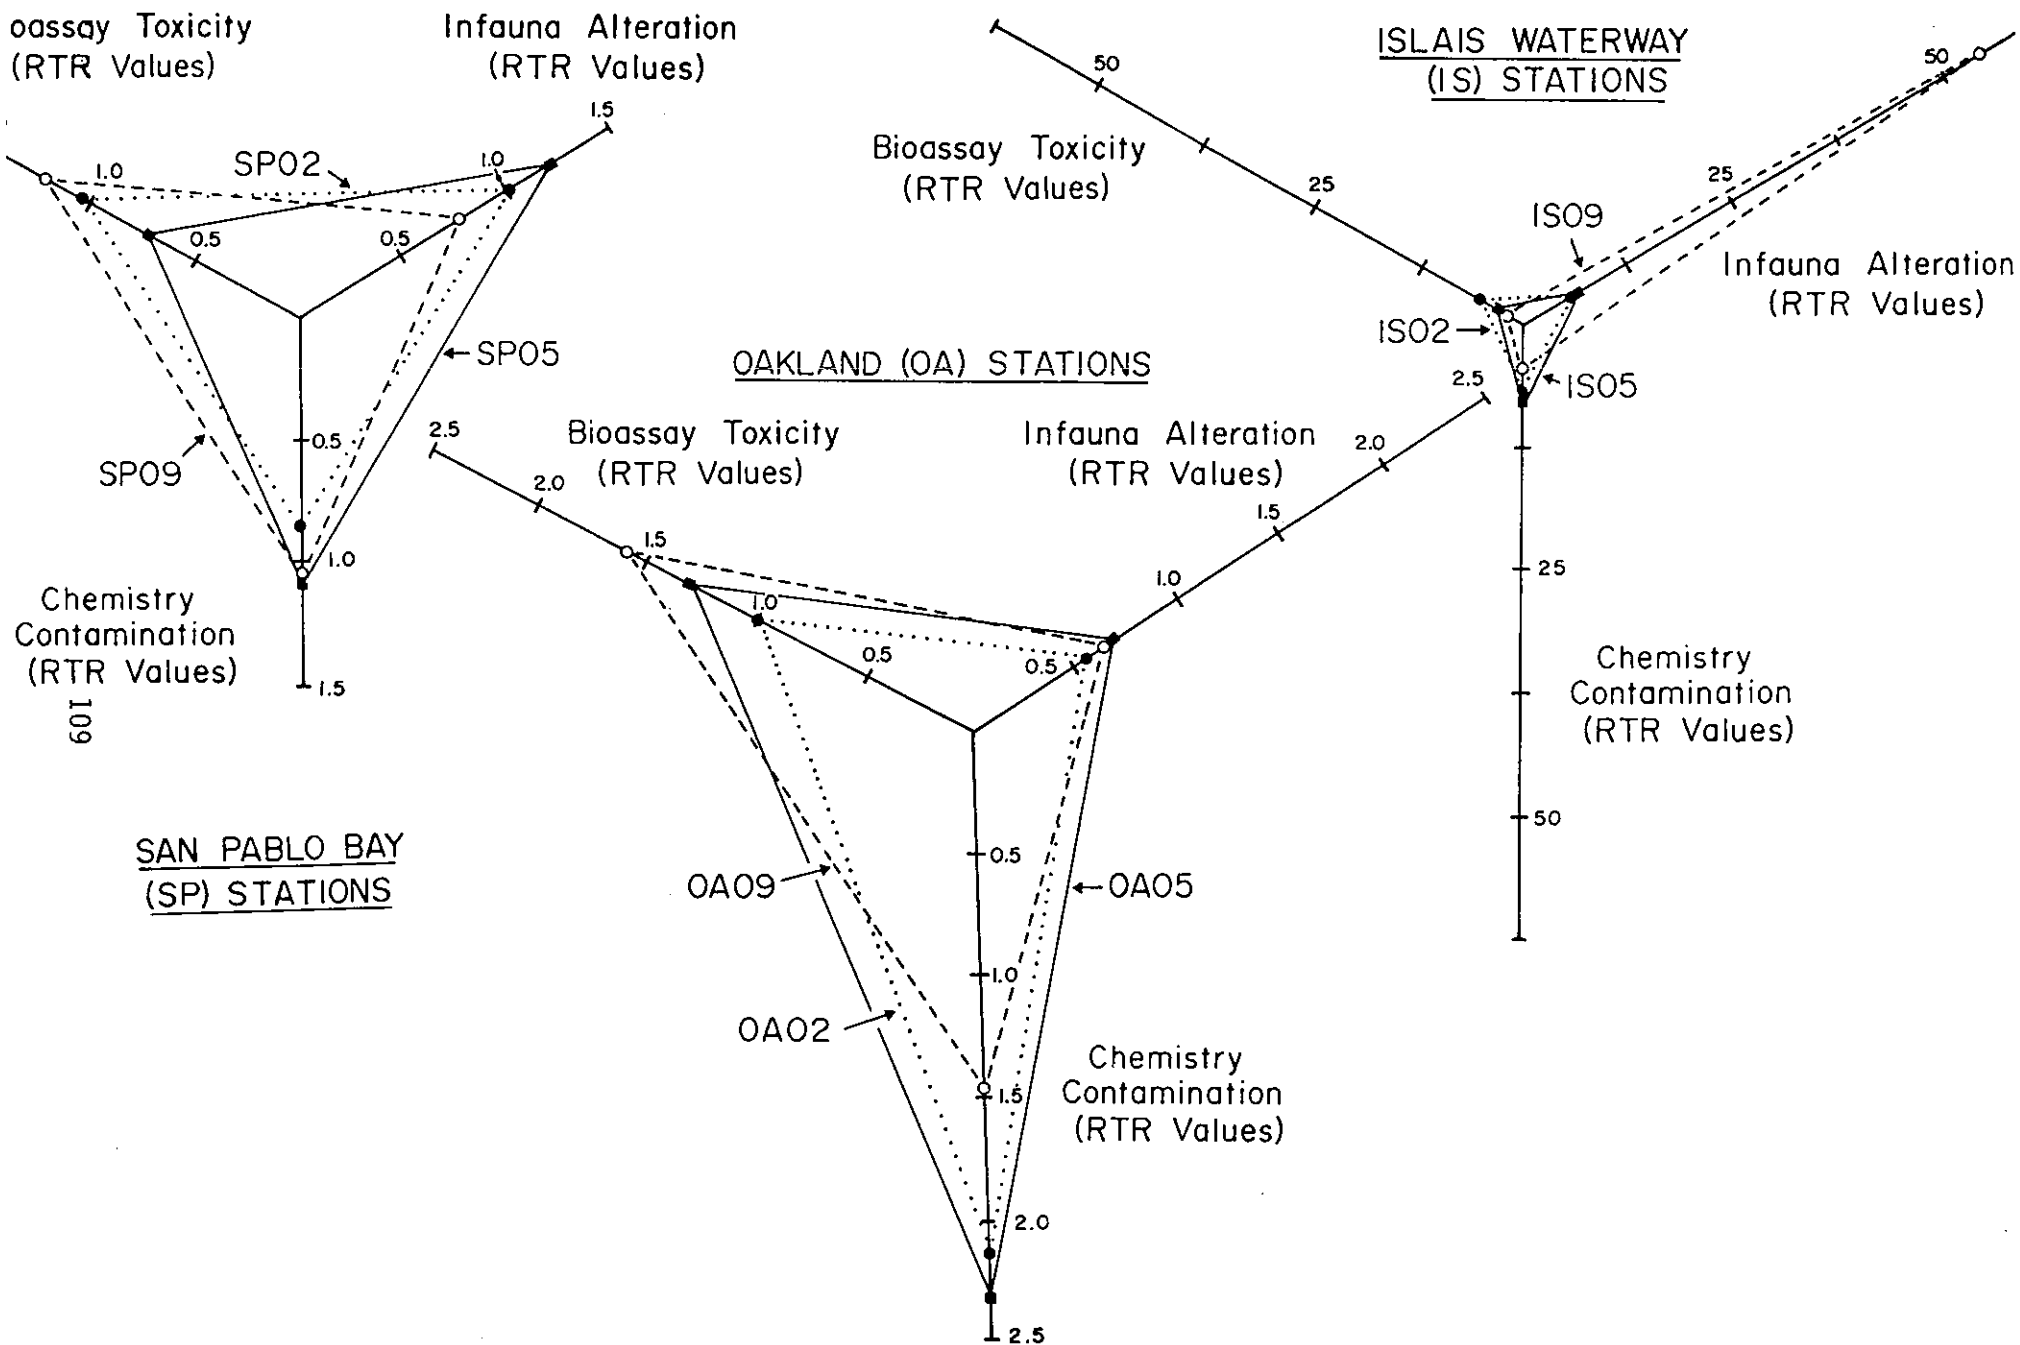 oassay Toxicity
(RTR Values)
Infauna Alteration
(RTR Values)
1.5
1.0
0.5
1.0
0.5
SP02
SP05
SP09
0.5
1.0
1.5
Chemistry
Contamination
(RTR Values)
109
SAN PABLO BAY
(SP) STATIONS
OAKLAND (OA) STATIONS
Bioassay Toxicity
(RTR Values)
2.5
2.0
1.5
1.0
0.5
Infauna Alteration
(RTR Values)
2.5
2.0
1.5
1.0
0.5
OA09
OA05
OA02
0.5
1.0
1.5
2.0
2.5
Chemistry
Contamination
(RTR Values)
ISLAIS WATERWAY
(IS) STATIONS
50
25
Bioassay Toxicity
(RTR Values)
50
25
Infauna Alteration
(RTR Values)
IS09
IS02
IS05
25
50
Chemistry
Contamination
(RTR Values)